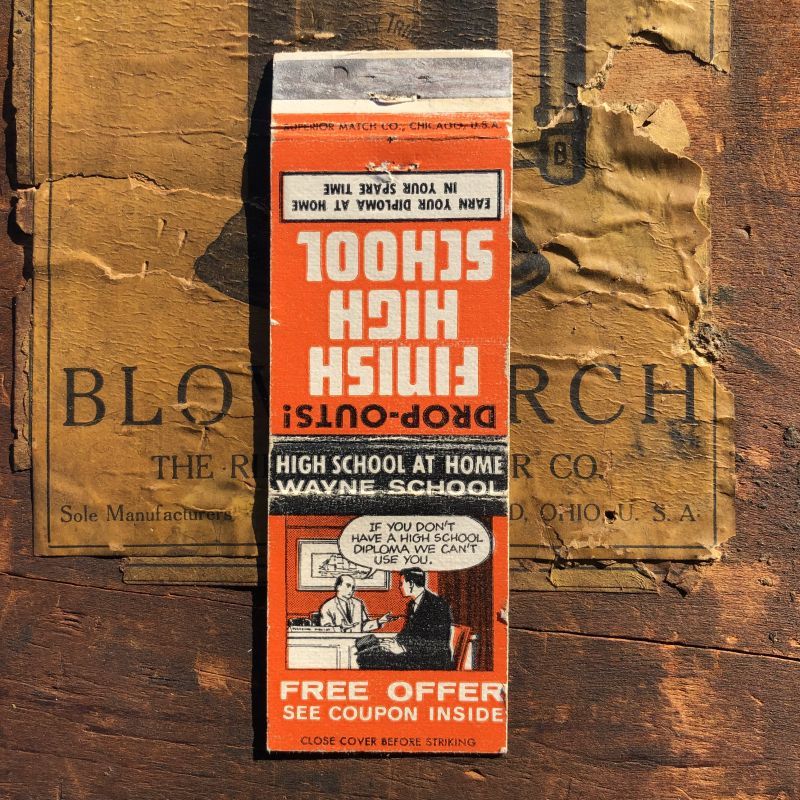 SUPERIOR MATCH CO., CHICAGO, U.S.A.
DROP-OUTS!
FINISH
HIGH
SCHOOL
EARN YOUR DIPLOMA AT HOME
IN YOUR SPARE TIME
HIGH SCHOOL AT HOME
WAYNE SCHOOL
IF YOU DON'T
HAVE A HIGH SCHOOL
DIPLOMA WE CAN'T
USE YOU.
FREE OFFER
SEE COUPON INSIDE
CLOSE COVER BEFORE STRIKING
B
BLO RCH
THE R CO.
Sole Manufacturers D, OHIO, U. S. A.